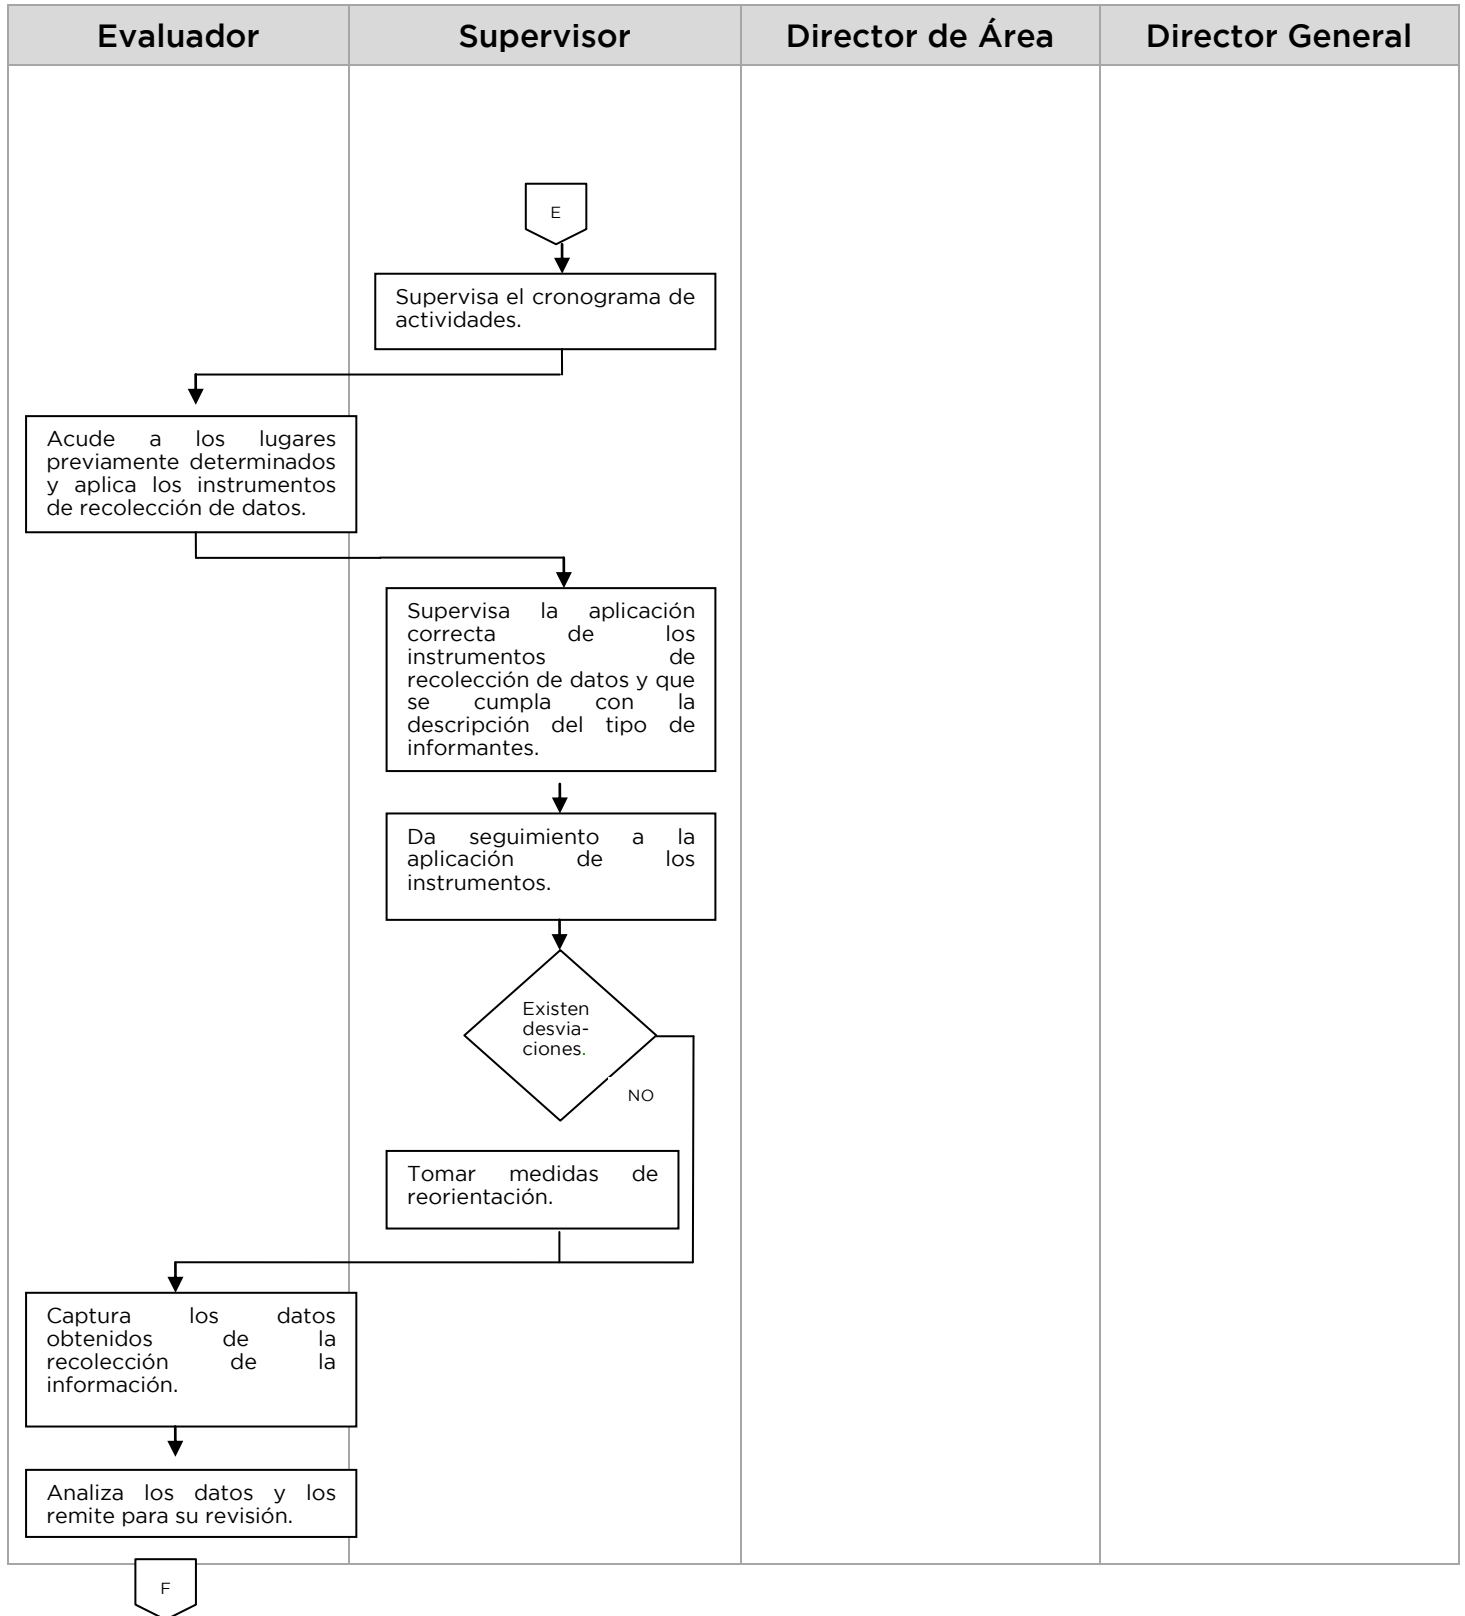 Evaluador
Supervisor
Director de Área
Director General
E
Supervisa el cronograma de
actividades.
Acude a los lugares
previamente determinados
y aplica los instrumentos
de recolección de datos.
Supervisa la aplicación
correcta de los
instrumentos de
recolección de datos y que
se cumpla con la
descripción del tipo de
informantes.
Da seguimiento a la
aplicación de los
instrumentos.
Existen
desvia-
ciones.
NO
Tomar medidas de
reorientación.
Captura los datos
obtenidos de la
recolección de la
información.
Analiza los datos y los
remite para su revisión.
F